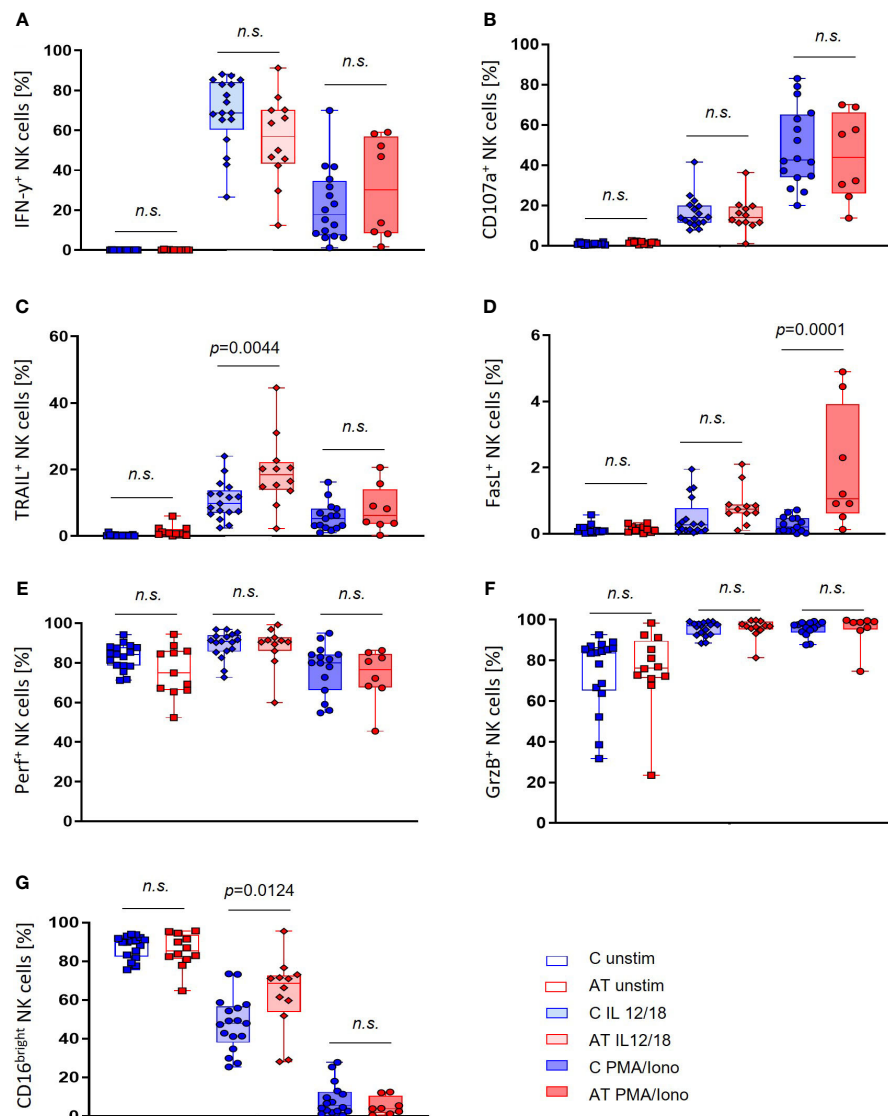 A
n.s.
n.s.
n.s.
IFN-γ⁺ NK cells [%]
100
80
60
40
20
0
B
n.s.
n.s.
n.s.
CD107a⁺ NK cells [%]
100
80
60
40
20
0
C
n.s.
p=0.0044
n.s.
TRAIL⁺ NK cells [%]
60
40
20
0
D
n.s.
n.s.
p=0.0001
FasL⁺ NK cells [%]
6
4
2
0
E
n.s.
n.s.
n.s.
Perf⁺ NK cells [%]
100
80
60
40
20
0
F
n.s.
n.s.
n.s.
GrzB⁺ NK cells [%]
100
80
60
40
20
0
G
n.s.
p=0.0124
n.s.
CD16ᵇʳⁱᵍʰᵗ NK cells [%]
100
80
60
40
20
0
C unstim
AT unstim
C IL 12/18
AT IL12/18
C PMA/Iono
AT PMA/Iono